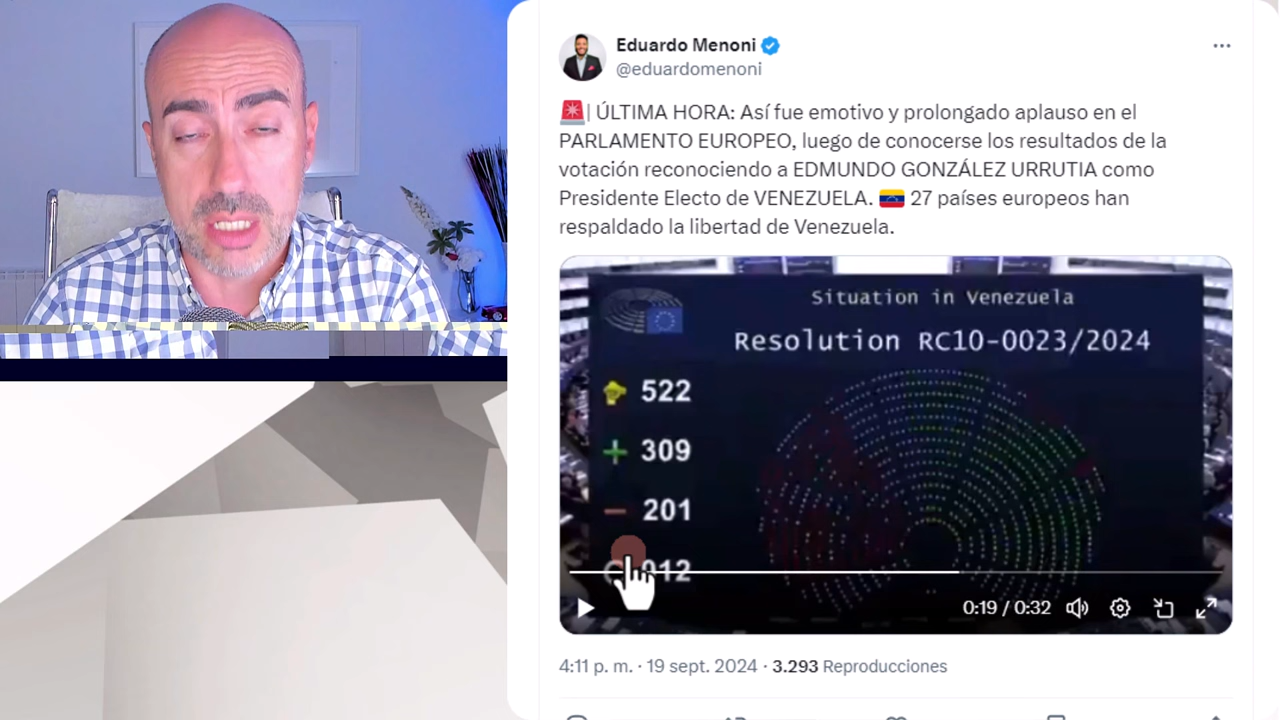 Eduardo Menoni
@eduardomenoni
🚨| ÚLTIMA HORA: Así fue emotivo y prolongado aplauso en el
PARLAMENTO EUROPEO, luego de conocerse los resultados de la
votación reconociendo a EDMUNDO GONZÁLEZ URRUTIA como
Presidente Electo de VENEZUELA. 🇻🇪 27 países europeos han
respaldado la libertad de Venezuela.
Situation in Venezuela
Resolution RC10-0023/2024
522
309
201
012
0:19 / 0:32
4:11 p. m. · 19 sept. 2024 · 3.293 Reproducciones